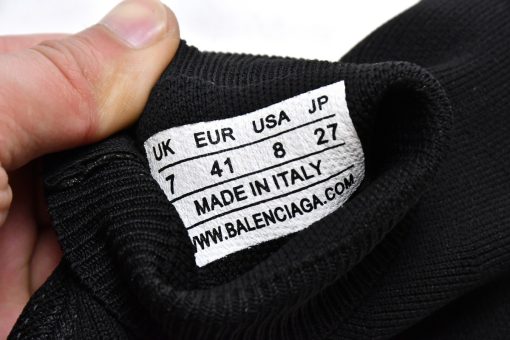 UK EUR USA JP
7 41 8 27
MADE IN ITALY
WWW.BALENCIAGA.COM